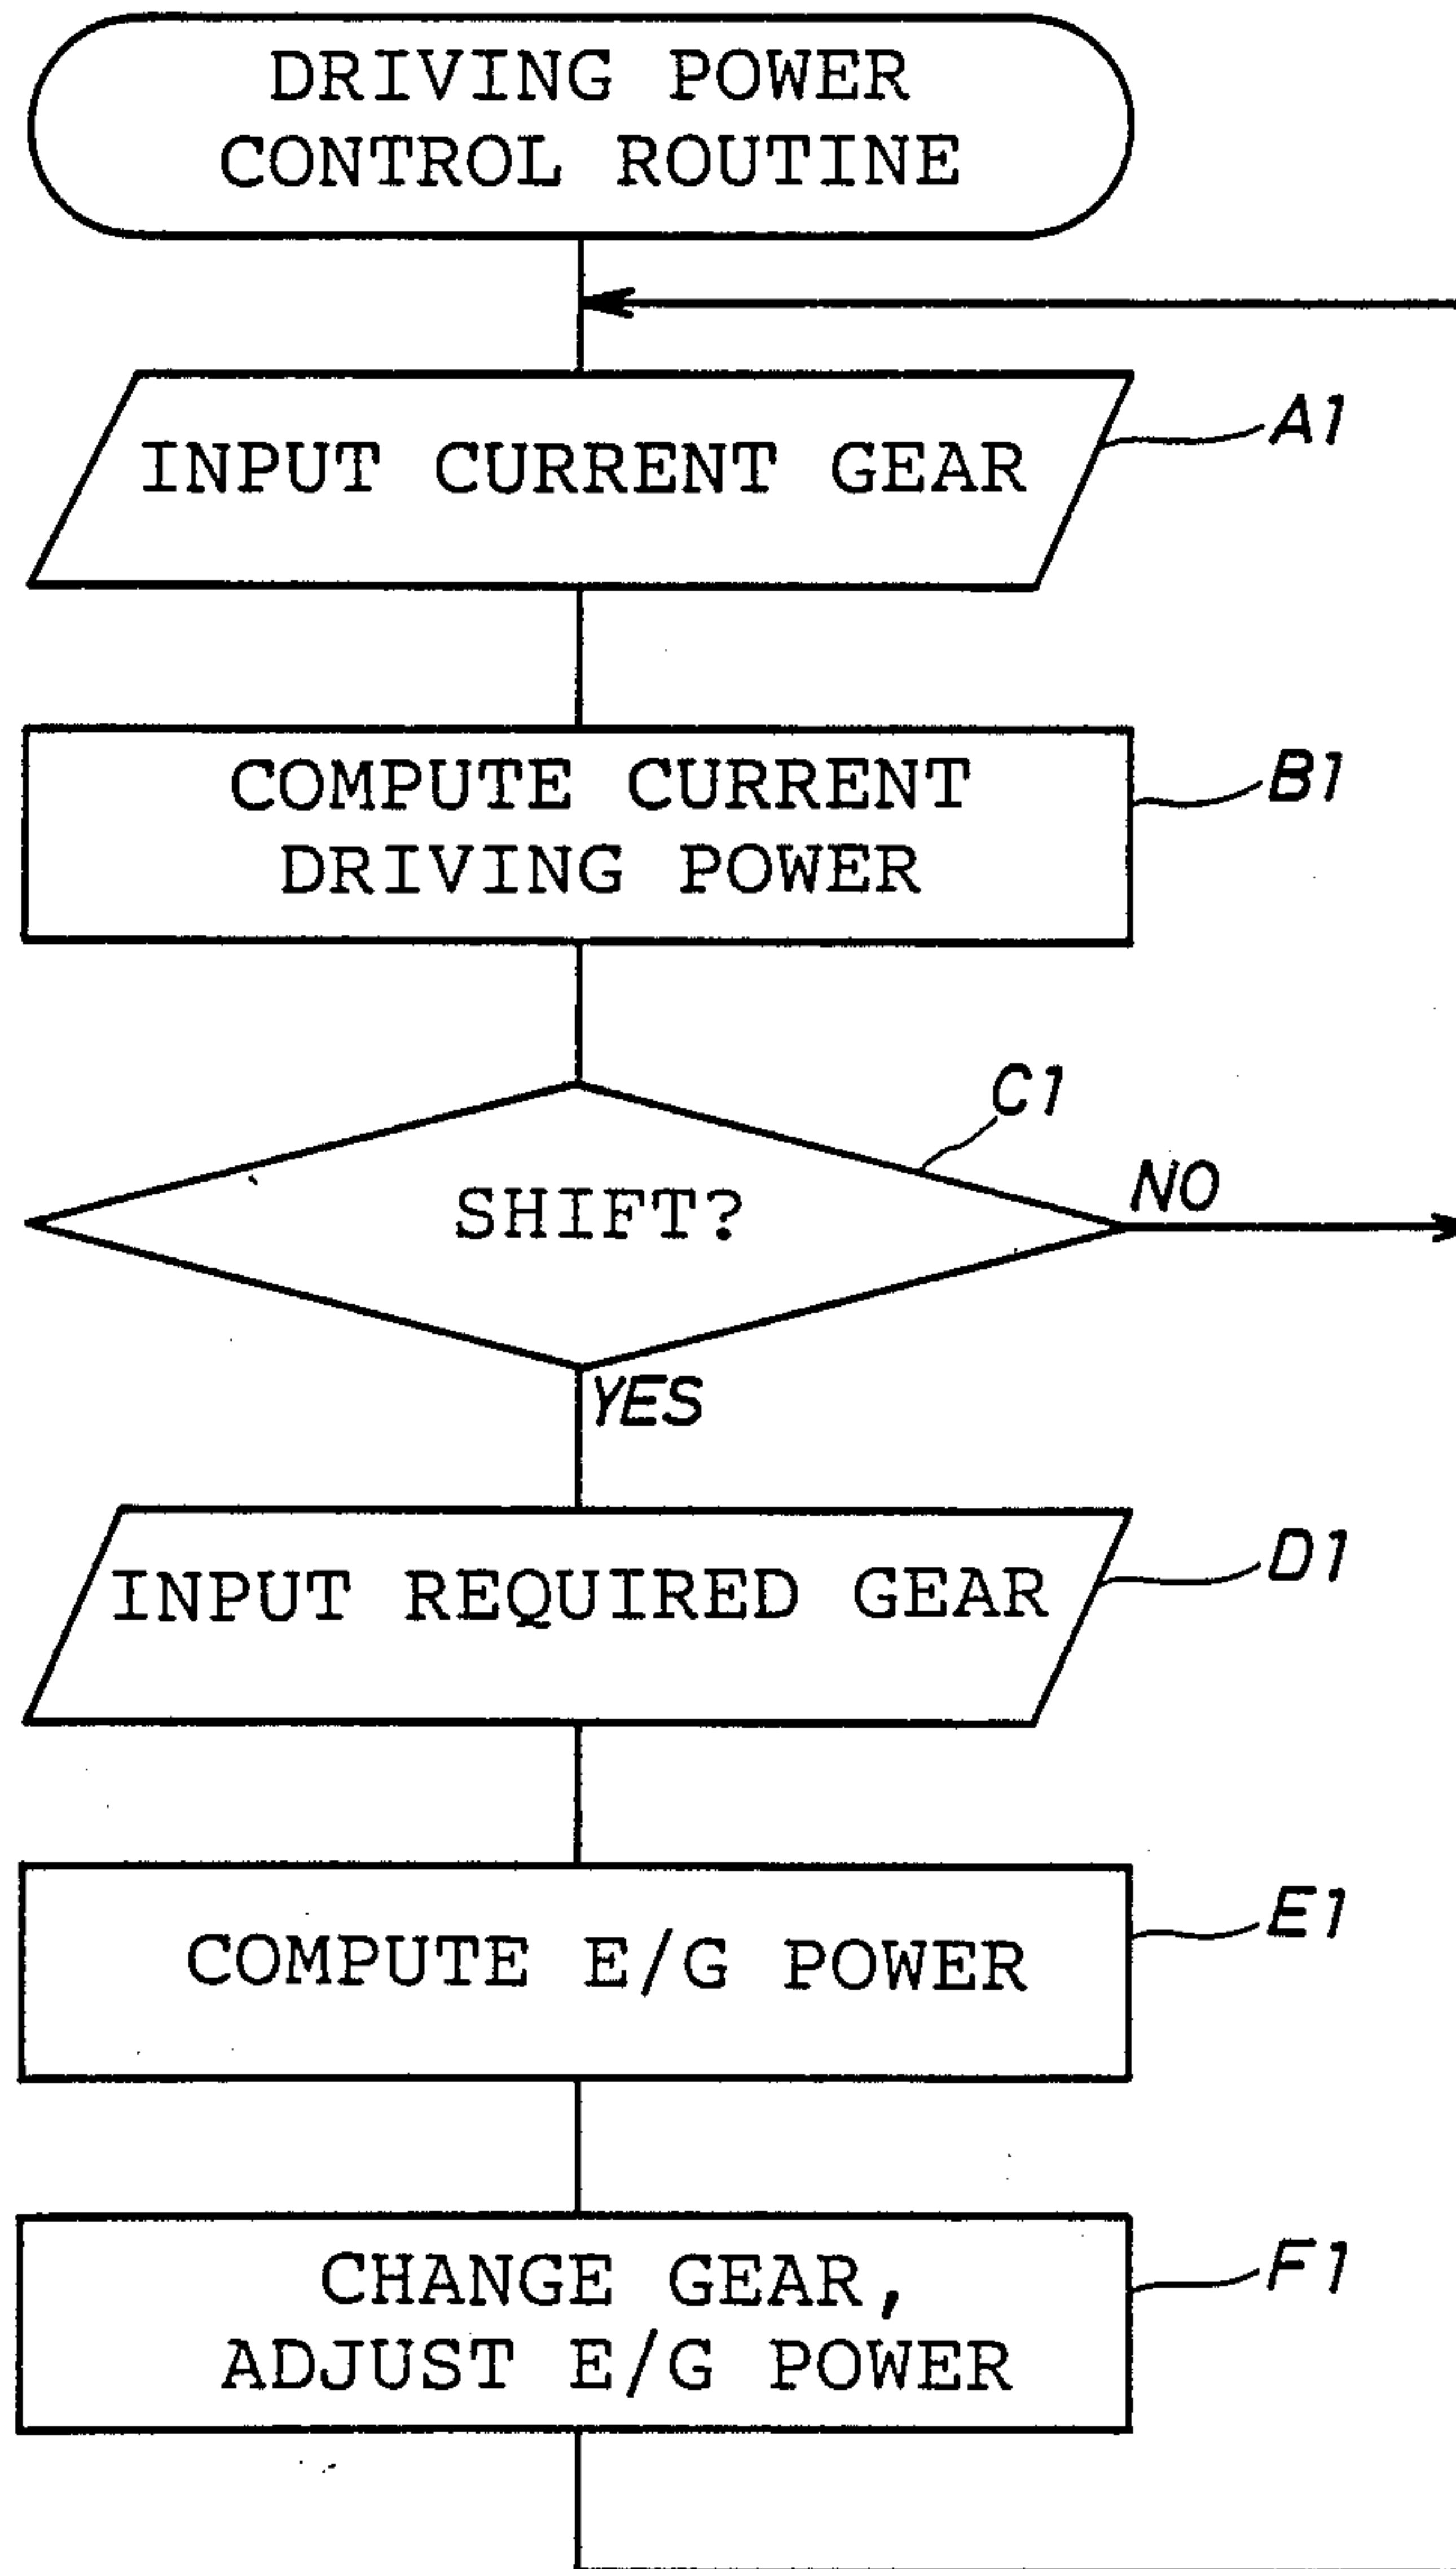 DRIVING POWER
CONTROL ROUTINE
INPUT CURRENT GEAR
A1
COMPUTE CURRENT
DRIVING POWER
B1
C1
SHIFT?
NO
YES
INPUT REQUIRED GEAR
D1
COMPUTE E/G POWER
E1
CHANGE GEAR,
ADJUST E/G POWER
F1